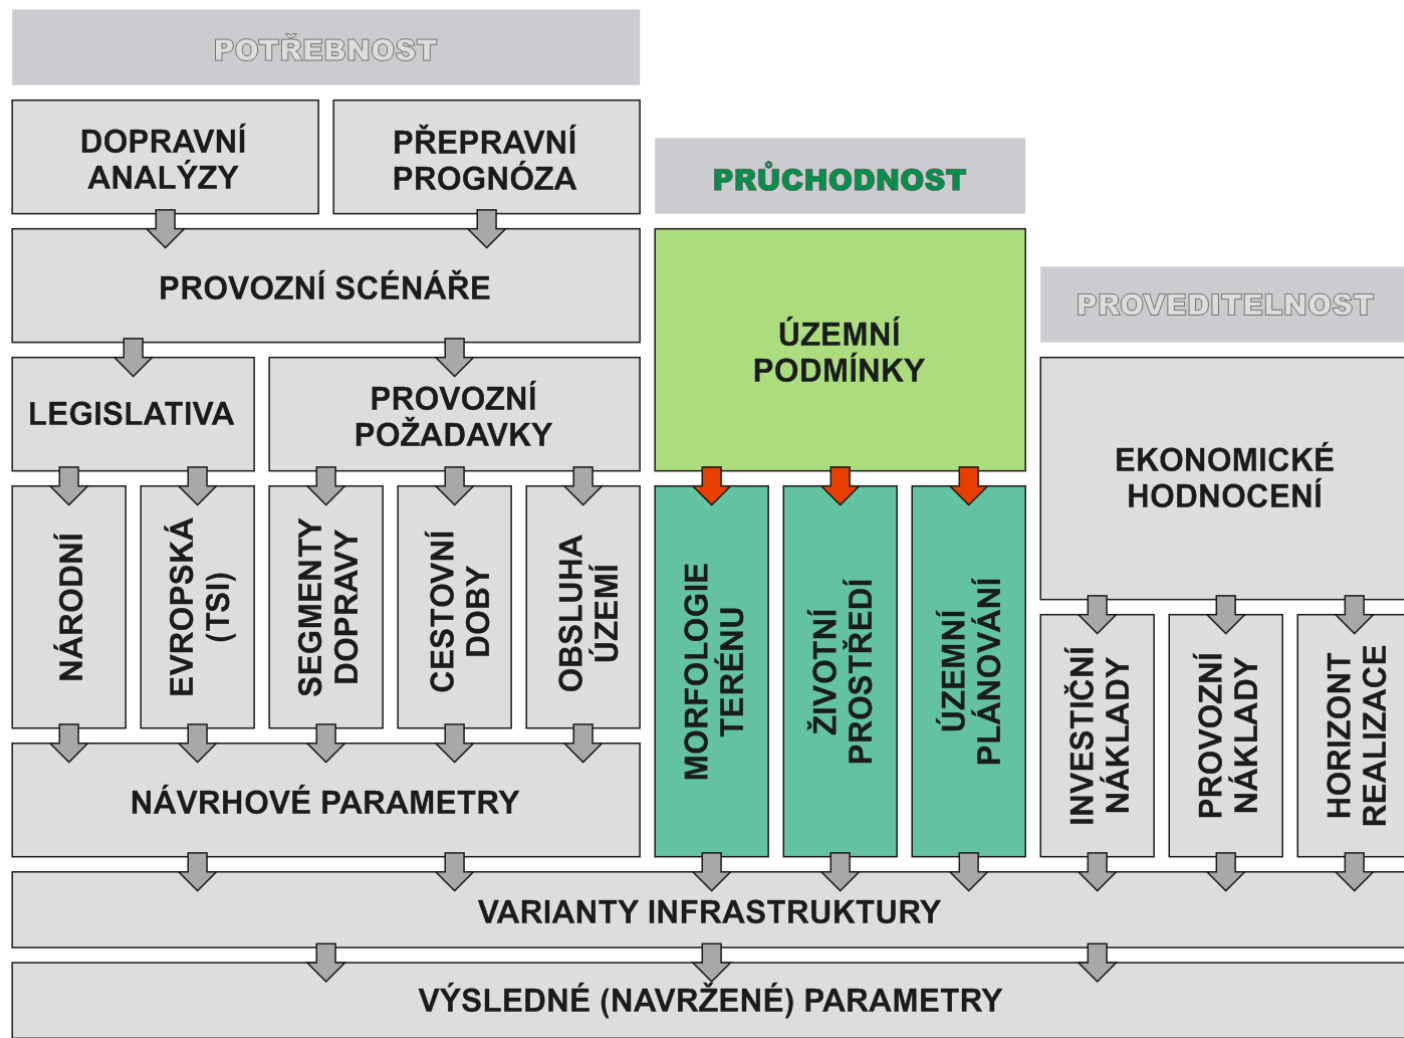 POTŘEBNOST
DOPRAVNÍ
ANALÝZY
PŘEPRAVNÍ
PROGNÓZA
PROVOZNÍ SCÉNÁŘE
LEGISLATIVA
PROVOZNÍ
POŽADAVKY
NÁRODNÍ
EVROPSKÁ
(TSI)
SEGMENTY
DOPRAVY
CESTOVNÍ
DOBY
OBSLUHA
ÚZEMÍ
NÁVRHOVÉ PARAMETRY
PRŮCHODNOST
ÚZEMNÍ
PODMÍNKY
MORFOLOGIE
TERÉNU
ŽIVOTNÍ
PROSTŘEDÍ
ÚZEMNÍ
PLÁNOVÁNÍ
PROVEDITELNOST
EKONOMICKÉ
HODNOCENÍ
INVESTIČNÍ
NÁKLADY
PROVOZNÍ
NÁKLADY
HORIZONT
REALIZACE
VARIANTY INFRASTRUKTURY
VÝSLEDNÉ (NAVRŽENÉ) PARAMETRY